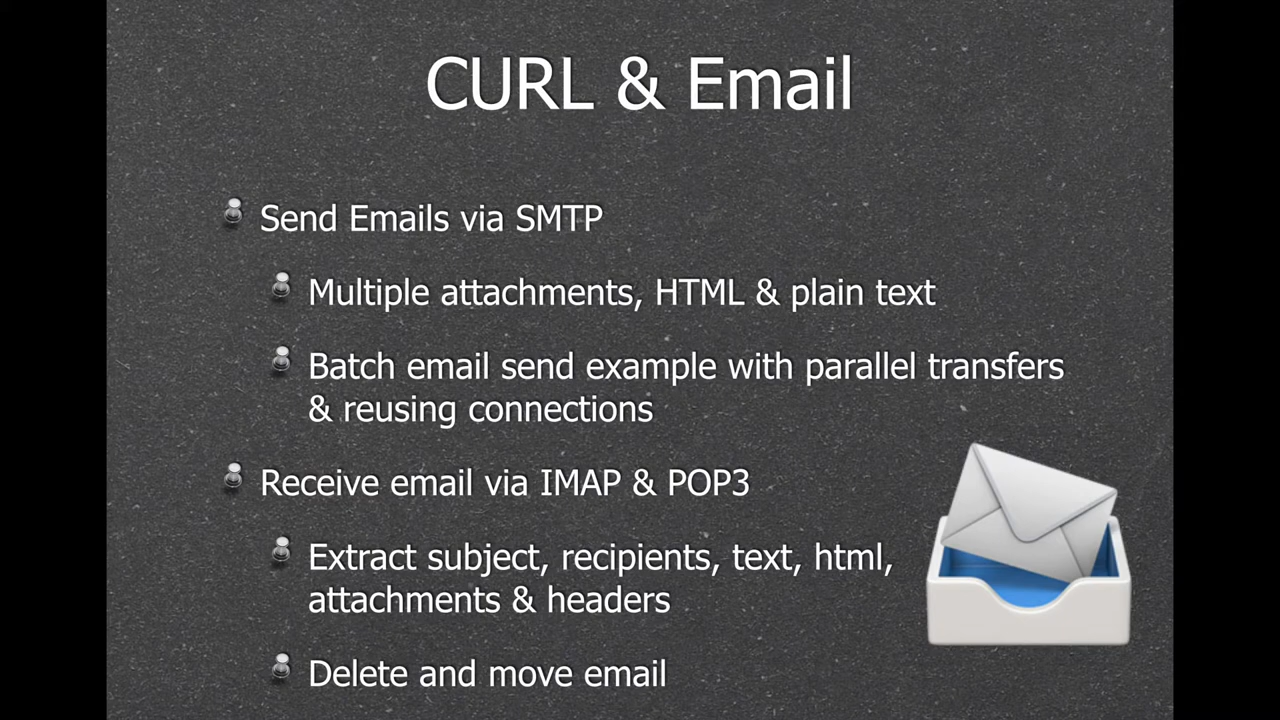 CURL & Email
Send Emails via SMTP
Multiple attachments, HTML & plain text
Batch email send example with parallel transfers
& reusing connections
Receive email via IMAP & POP3
Extract subject, recipients, text, html,
attachments & headers
Delete and move email